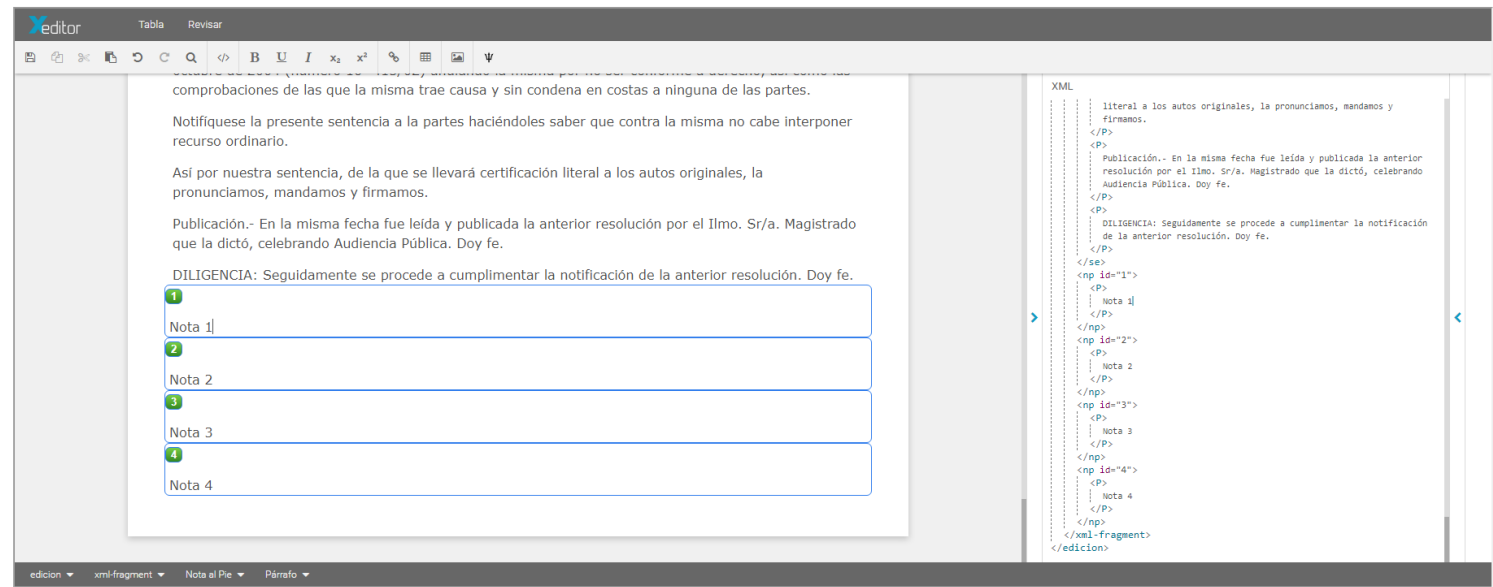 Xeditor Tabla Revisar
</> B U I x₂ x² Ψ
comprobaciones de las que la misma trae causa y sin condena en costas a ninguna de las partes.
Notifíquese la presente sentencia a la partes haciéndoles saber que contra la misma no cabe interponer
recurso ordinario.
Así por nuestra sentencia, de la que se llevará certificación literal a los autos originales, la
pronunciamos, mandamos y firmamos.
Publicación.- En la misma fecha fue leída y publicada la anterior resolución por el Ilmo. Sr/a. Magistrado
que la dictó, celebrando Audiencia Pública. Doy fe.
DILIGENCIA: Seguidamente se procede a cumplimentar la notificación de la anterior resolución. Doy fe.
1
Nota 1
2
Nota 2
3
Nota 3
4
Nota 4
XML
literal a los autos originales, la pronunciamos, mandamos y
firmamos.
</P>
<P>
Publicación.- En la misma fecha fue leída y publicada la anterior
resolución por el Ilmo. Sr/a. Magistrado que la dictó, celebrando
Audiencia Pública. Doy fe.
</P>
<P>
DILIGENCIA: Seguidamente se procede a cumplimentar la notificación
de la anterior resolución. Doy fe.
</P>
</se>
<np id="1">
<P>
Nota 1
</P>
</np>
<np id="2">
<P>
Nota 2
</P>
</np>
<np id="3">
<P>
Nota 3
</P>
</np>
<np id="4">
<P>
Nota 4
</P>
</np>
</xml-fragment>
</edicion>
edicion xml-fragment Nota al Pie Párrafo